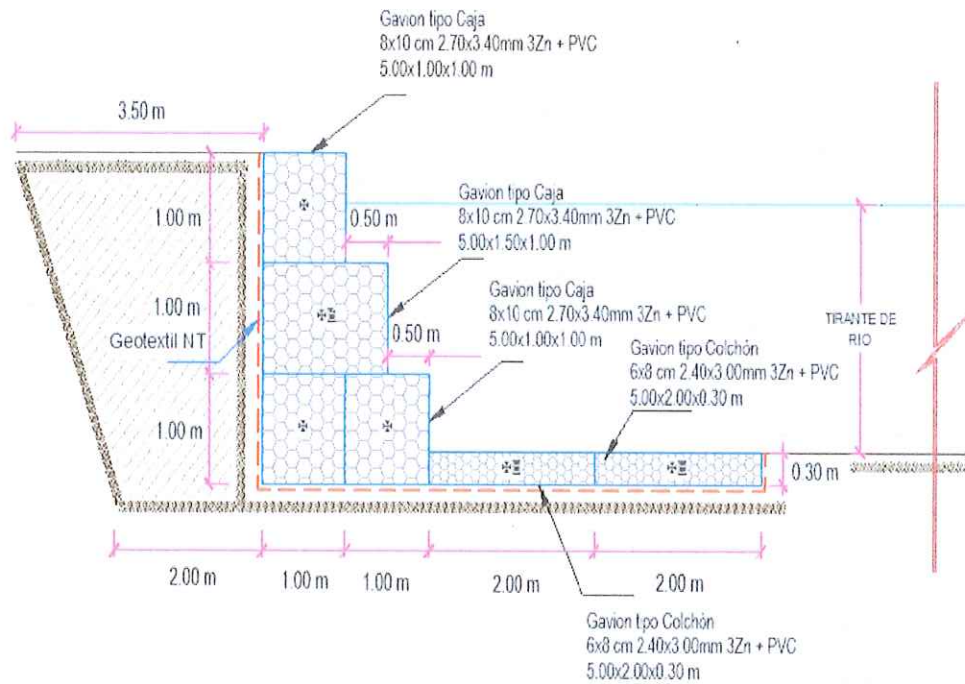 Gavion tipo Caja
8x10 cm 2.70x3.40mm 3Zn + PVC
5.00x1.00x1.00 m
3.50 m
Gavion tipo Caja
8x10 cm 2.70x3.40mm 3Zn + PVC
5.00x1.50x1.00 m
1.00 m
0.50 m
Gavion tipo Caja
8x10 cm 2.70x3.40mm 3Zn + PVC
5.00x1.00x1.00 m
1.00 m
Geotextil NT
0.50 m
TIRANTE DE
RIO
Gavion tipo Colchón
6x8 cm 2.40x3.00mm 3Zn + PVC
5.00x2.00x0.30 m
1.00 m
0.30 m
2.00 m
1.00 m
1.00 m
2.00 m
2.00 m
Gavion tipo Colchón
6x8 cm 2.40x3.00mm 3Zn + PVC
5.00x2.00x0.30 m